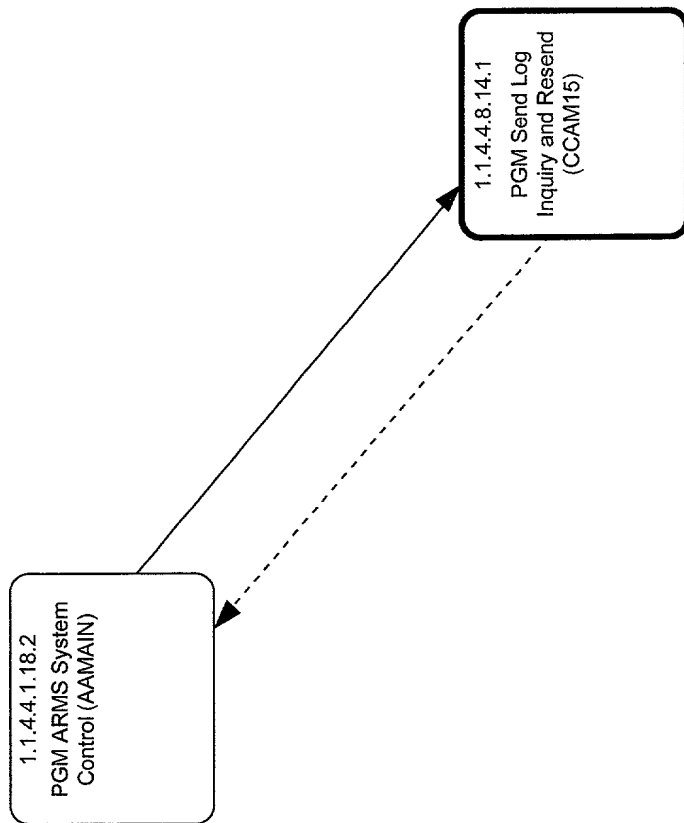 1.1.4.4.1.18.2
PGM ARMS System
Control (AAMAIN)
1.1.4.4.8.14.1
PGM Send Log
Inquiry and Resend
(CCAM15)